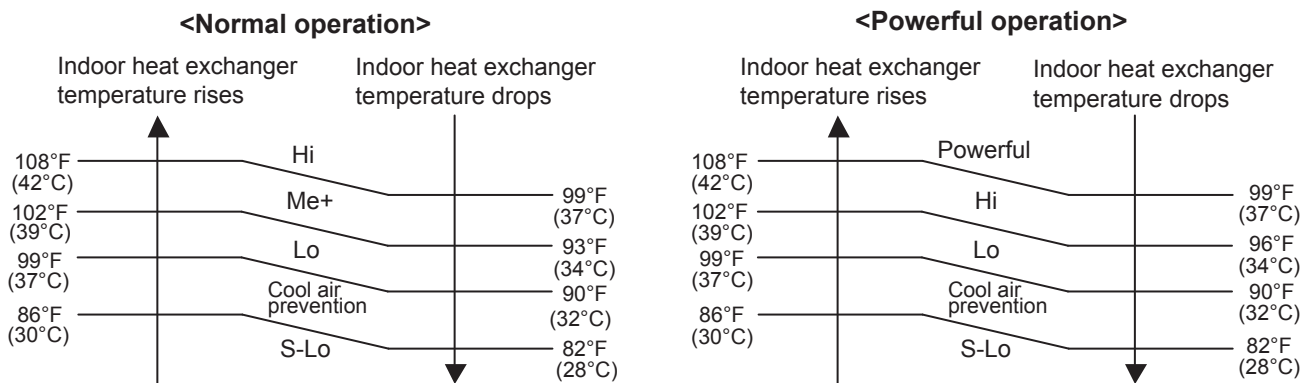 <Normal operation>
Indoor heat exchanger
temperature rises
Indoor heat exchanger
temperature drops
108°F
(42°C)
102°F
(39°C)
99°F
(37°C)
86°F
(30°C)
Hi
Me+
Lo
Cool air
prevention
S-Lo
99°F
(37°C)
93°F
(34°C)
90°F
(32°C)
82°F
(28°C)
<Powerful operation>
Indoor heat exchanger
temperature rises
Indoor heat exchanger
temperature drops
108°F
(42°C)
102°F
(39°C)
99°F
(37°C)
86°F
(30°C)
Powerful
Hi
Lo
Cool air
prevention
S-Lo
99°F
(37°C)
96°F
(34°C)
90°F
(32°C)
82°F
(28°C)